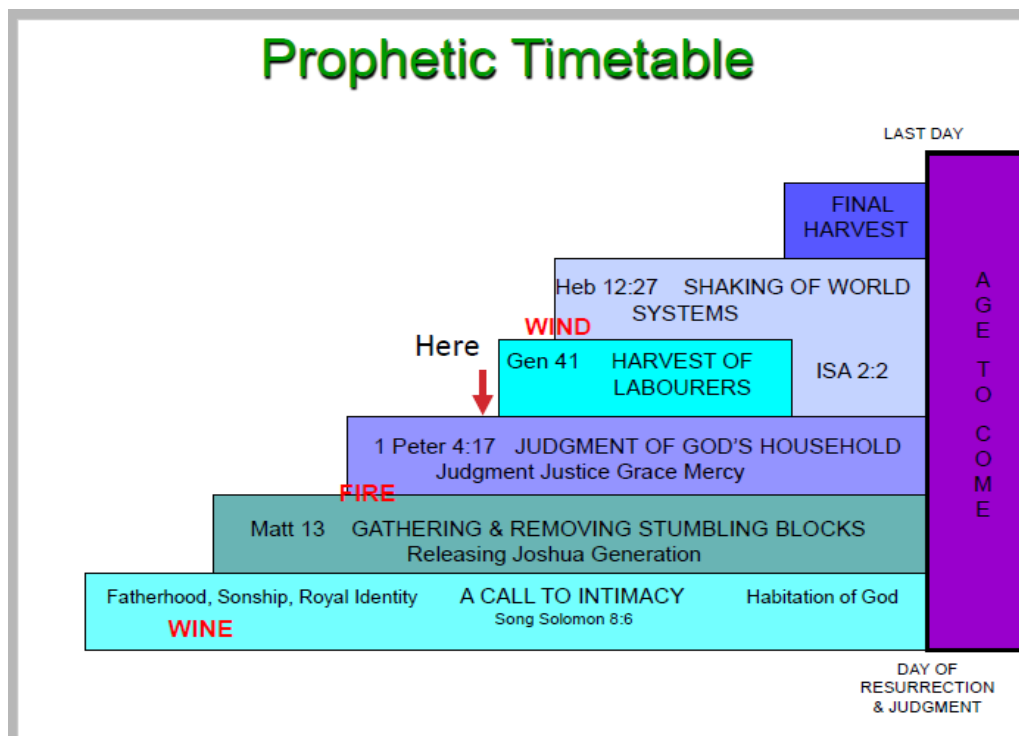 Prophetic Timetable
LAST DAY
FINAL
HARVEST
Heb 12:27 SHAKING OF WORLD
SYSTEMS
WIND
Here
Gen 41 HARVEST OF
LABOURERS
ISA 2:2
1 Peter 4:17 JUDGMENT OF GOD'S HOUSEHOLD
Judgment Justice Grace Mercy
FIRE
Matt 13 GATHERING & REMOVING STUMBLING BLOCKS
Releasing Joshua Generation
Fatherhood, Sonship, Royal Identity A CALL TO INTIMACY Habitation of God
Song Solomon 8:6
WINE
AGE TO COME
DAY OF
RESURRECTION
& JUDGMENT